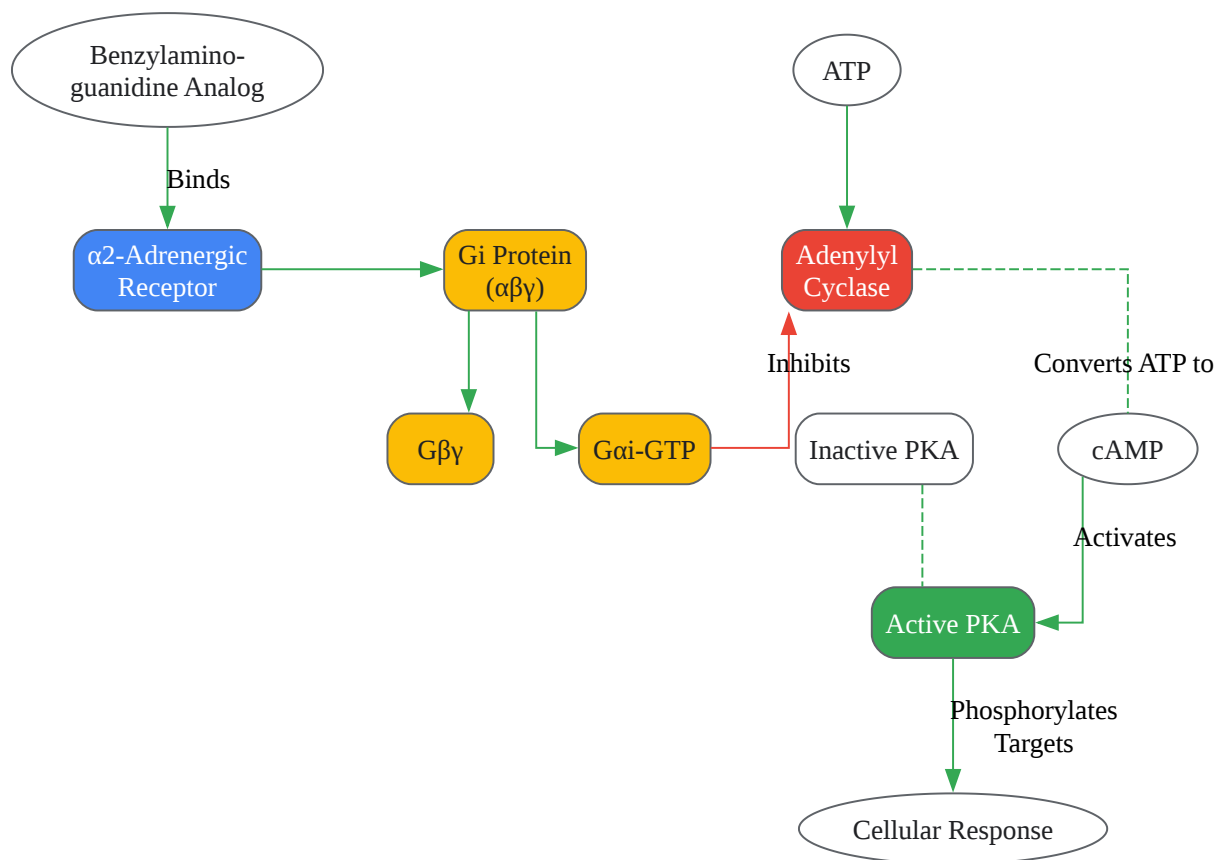 Benzylamino-
guanidine Analog
ATP
Binds
α2-Adrenergic
Receptor
Gi Protein
(αβγ)
Adenylyl
Cyclase
Inhibits
Converts ATP to
Gβγ
Gαi-GTP
Inactive PKA
cAMP
Activates
Active PKA
Phosphorylates
Targets
Cellular Response